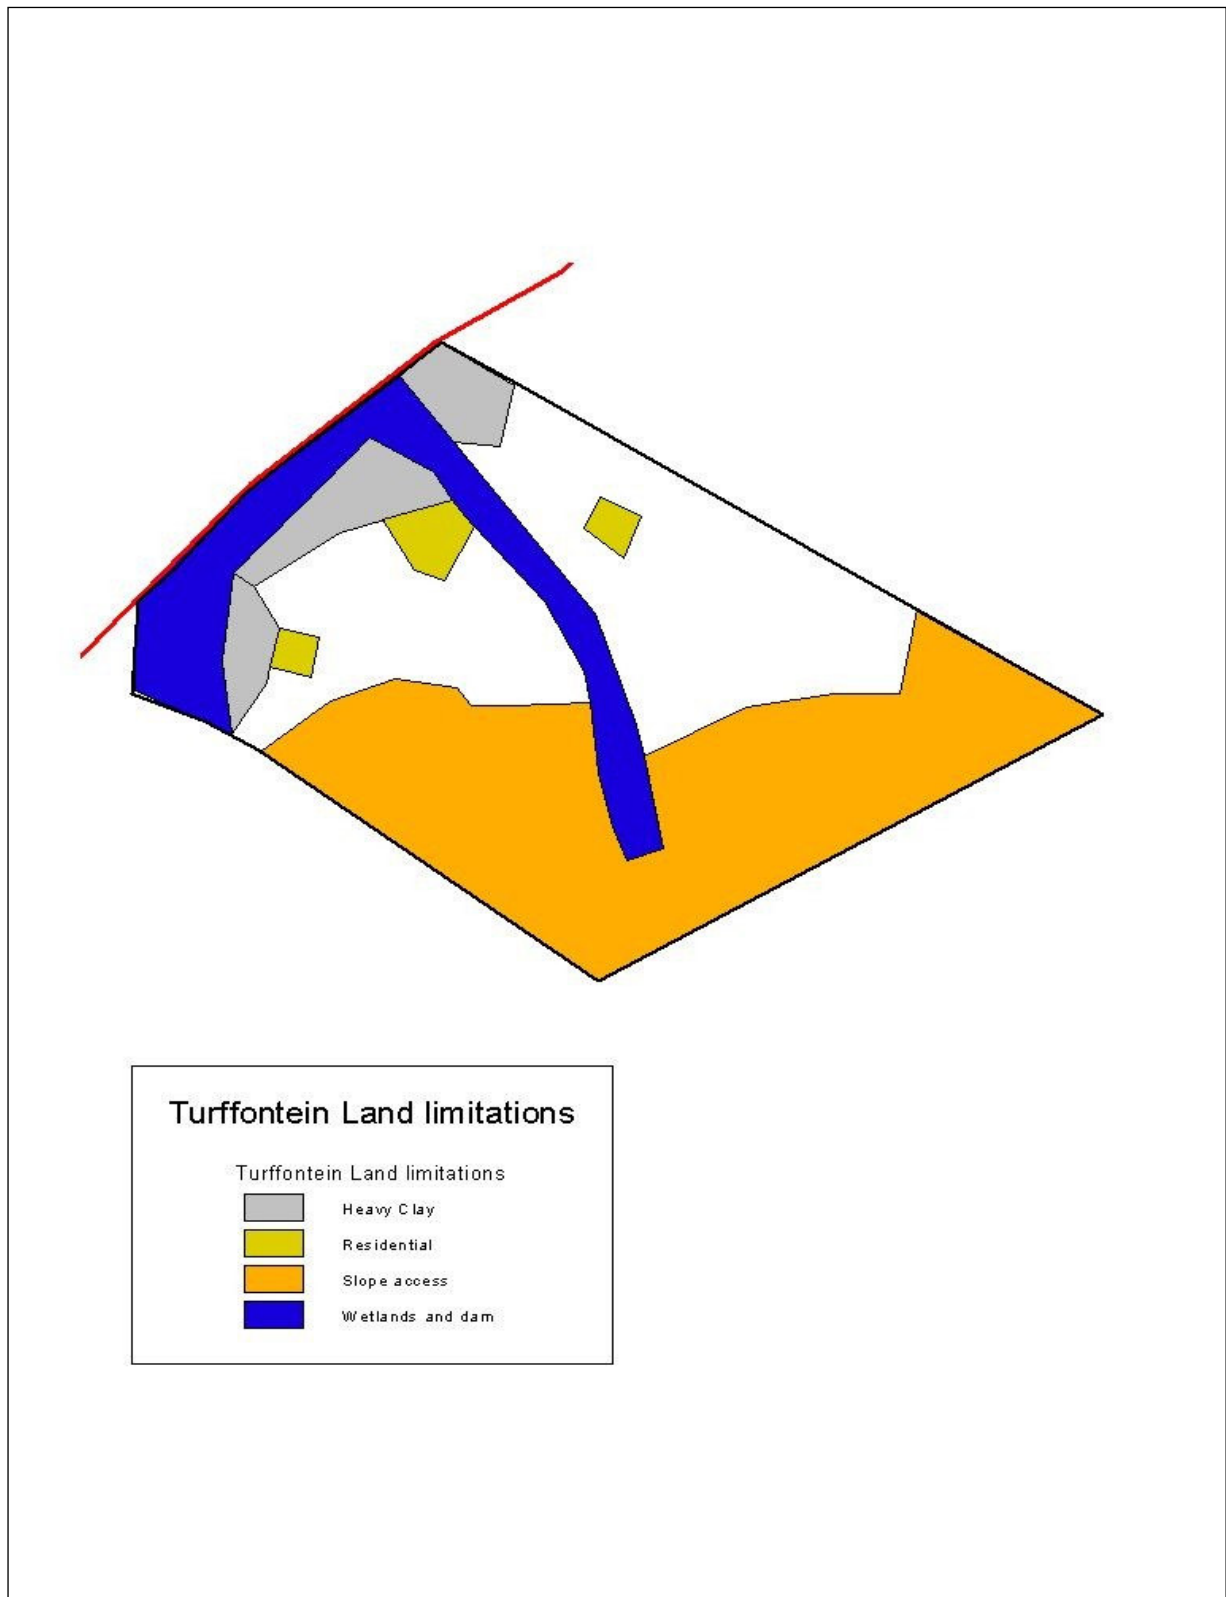 Turffontein Land limitations
Turffontein Land limitations
Heavy Clay
Residential
Slope access
Wetlands and dam